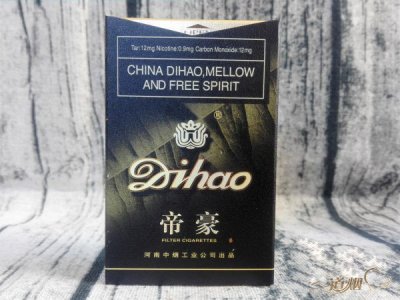 Tar:12mg Nicotine:0.9mg Carbon Monoxide:12mg
CHINA DIHAO,MELLOW
AND FREE SPIRIT
®
Dihao
帝豪
FILTER CIGARETTES
河南中烟工业公司出品